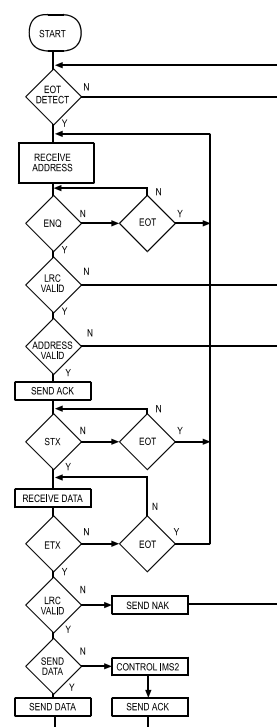 START
EOT
DETECT
N
Y
RECEIVE
ADDRESS
N
ENQ
N
EOT
Y
Y
LRC
VALID
N
Y
ADDRESS
VALID
N
Y
SEND ACK
N
STX
N
EOT
Y
Y
RECEIVE DATA
N
ETX
N
EOT
Y
Y
LRC
VALID
N
SEND NAK
Y
SEND
DATA
N
CONTROL IMS2
Y
SEND DATA
SEND ACK